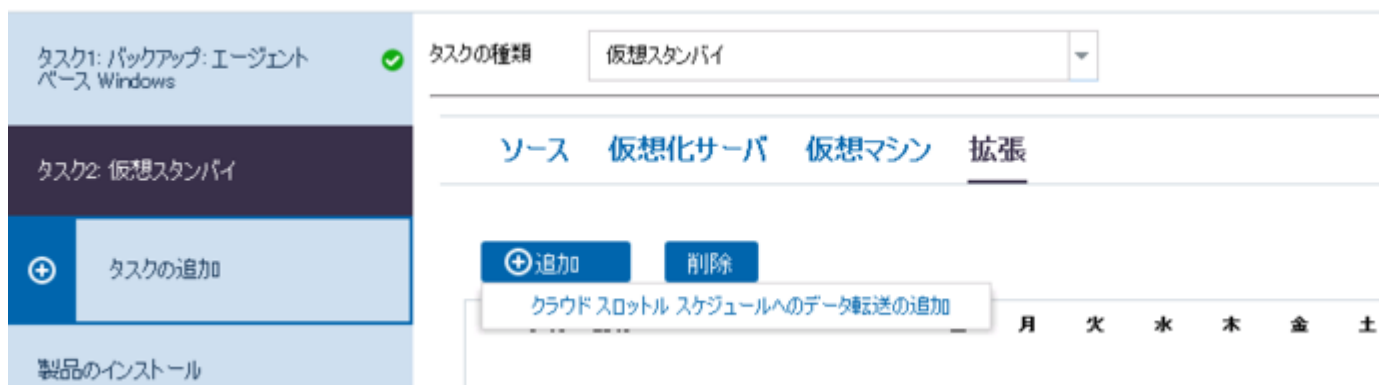 タスク1: バックアップ: エージェント
ベース Windows
タスク2: 仮想スタンバイ
タスクの追加
製品のインストール
タスクの種類 仮想スタンバイ
ソース 仮想化サーバ 仮想マシン 拡張
追加 削除
クラウド スロットル スケジュールへのデータ転送の追加
月 火 水 木 金 土